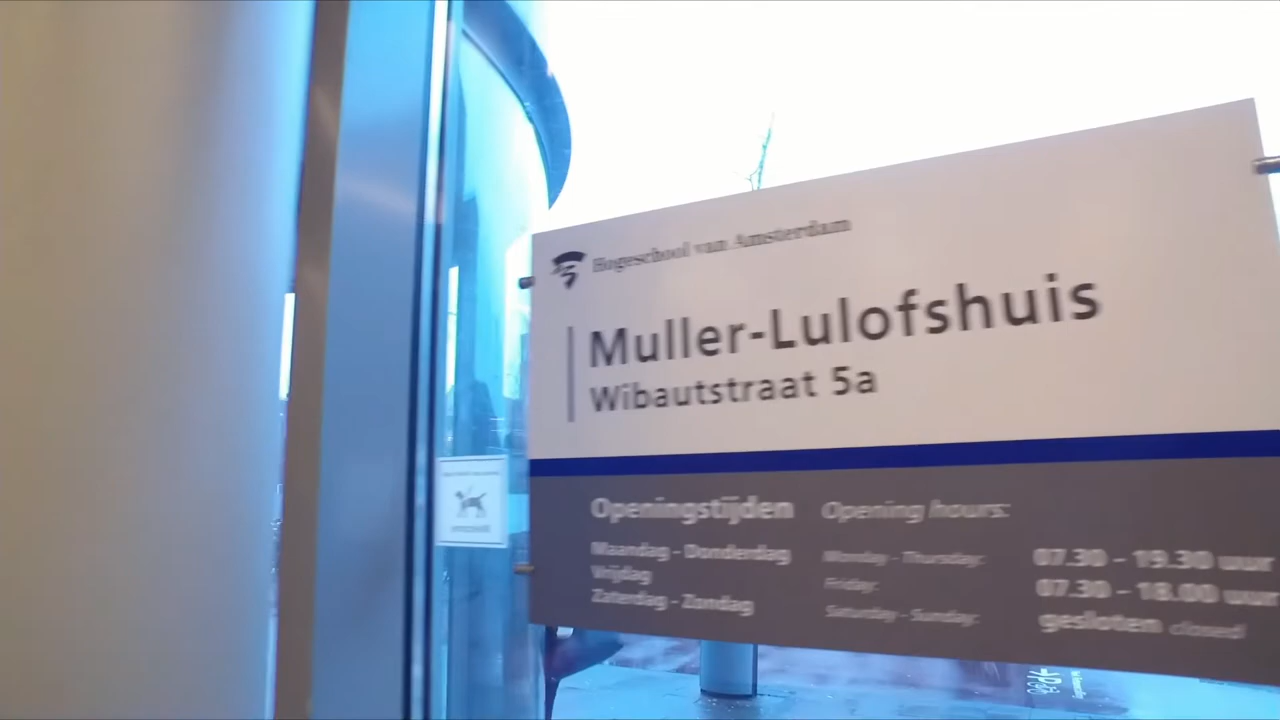 Hogeschool van Amsterdam
Muller-Lulofshuis
Wibautstraat 5a
Openingstijden Opening hours:
Maandag - Donderdag Monday - Thursday: 07.30 - 19.30 uur
Vrijdag Friday: 07.30 - 18.00 uur
Zaterdag - Zondag Saturday - Sunday: gesloten closed